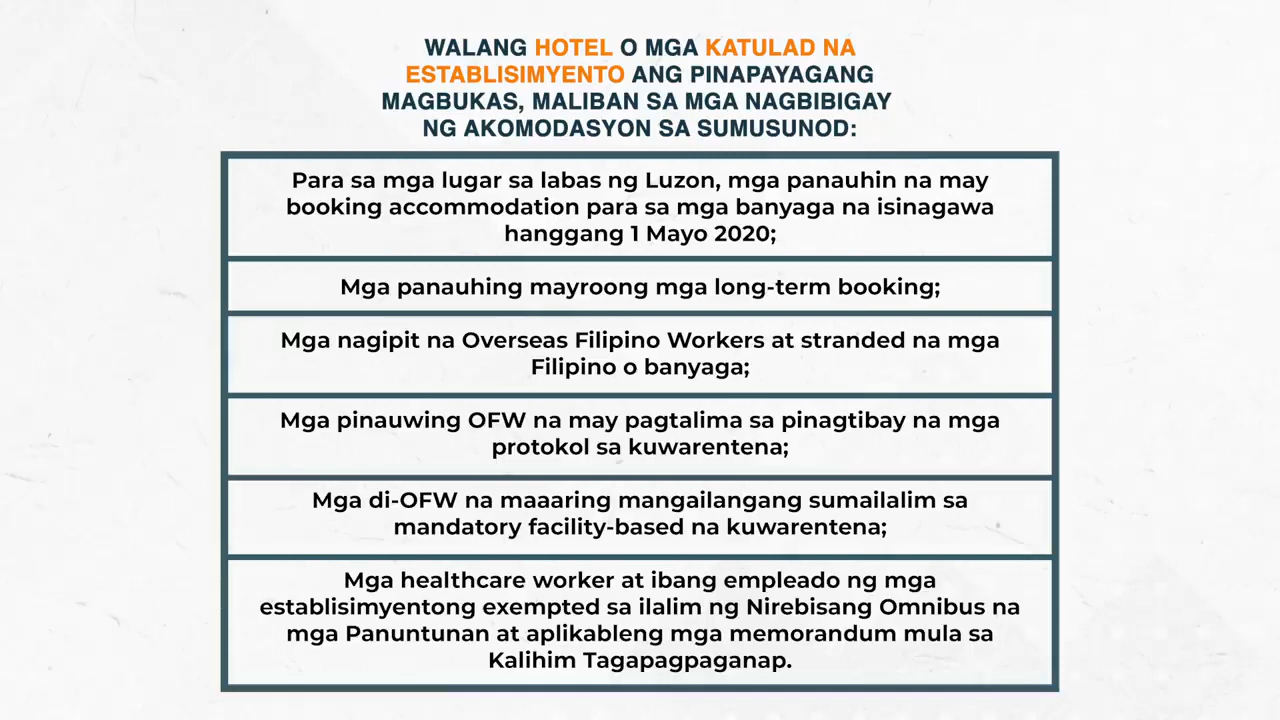 WALANG HOTEL O MGA KATULAD NA
ESTABLISIMYENTO ANG PINAPAYAGANG
MAGBUKAS, MALIBAN SA MGA NAGBIBIGAY
NG AKOMODASYON SA SUMUSUNOD:
Para sa mga lugar sa labas ng Luzon, mga panauhin na may
booking accommodation para sa mga banyaga na isinagawa
hanggang 1 Mayo 2020;
Mga panauhing mayroong mga long-term booking;
Mga nagipit na Overseas Filipino Workers at stranded na mga
Filipino o banyaga;
Mga pinauwing OFW na may pagtalima sa pinagtibay na mga
protokol sa kuwarentena;
Mga di-OFW na maaaring mangailangang sumailalim sa
mandatory facility-based na kuwarentena;
Mga healthcare worker at ibang empleado ng mga
establisimyentong exempted sa ilalim ng Nirebisang Omnibus na
mga Panuntunan at aplikableng mga memorandum mula sa
Kalihim Tagapagpaganap.